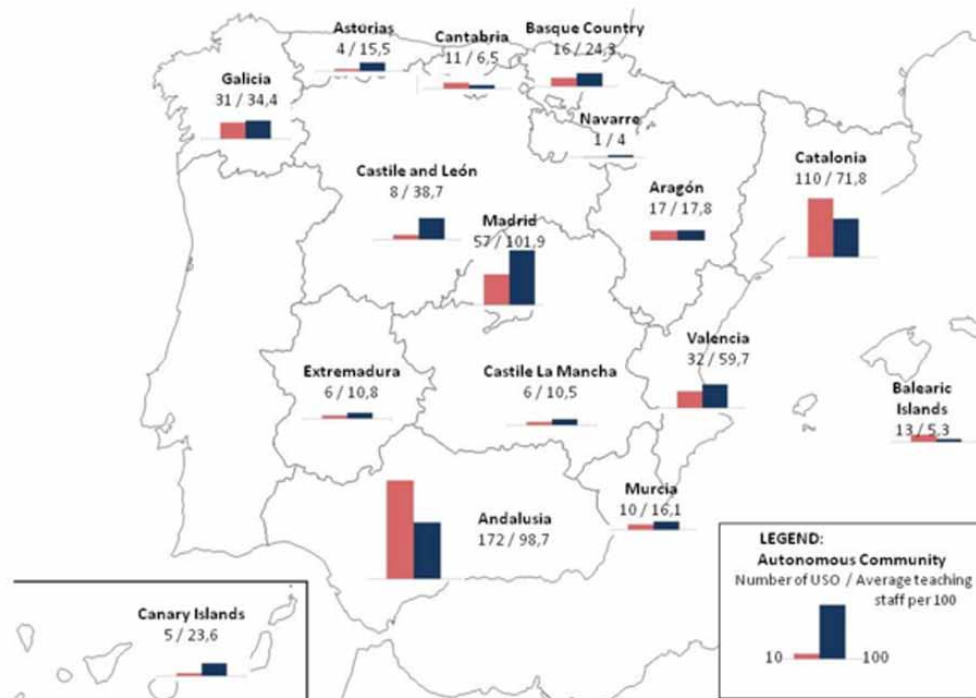 Asturias
4 / 15,5
Cantabria
11 / 6,5
Basque Country
16 / 24,3
Galicia
31 / 34,4
Navarre
1 / 4
Castile and León
8 / 38,7
Aragón
17 / 17,8
Catalonia
110 / 71,8
Madrid
57 / 101,9
Valencia
32 / 59,7
Extremadura
6 / 10,8
Castile La Mancha
6 / 10,5
Balearic
Islands
13 / 5,3
Murcia
10 / 16,1
Andalusia
172 / 98,7
Canary Islands
5 / 23,6
LEGEND:
Autonomous Community
Number of USO / Average teaching
staff per 100
10
100